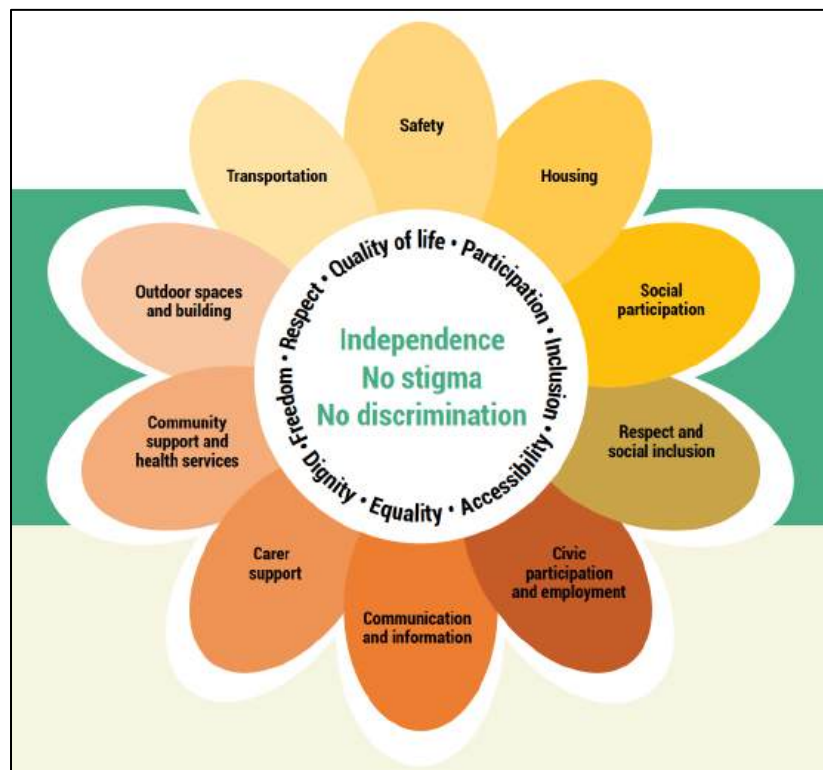 Safety
Housing
Social
participation
Respect and
social inclusion
Civic
participation
and employment
Communication
and information
Carer
support
Community
support and
health services
Outdoor spaces
and building
Transportation
Freedom • Respect • Quality of life • Participation • Inclusion • Accessibility • Equality • Dignity •
Independence
No stigma
No discrimination